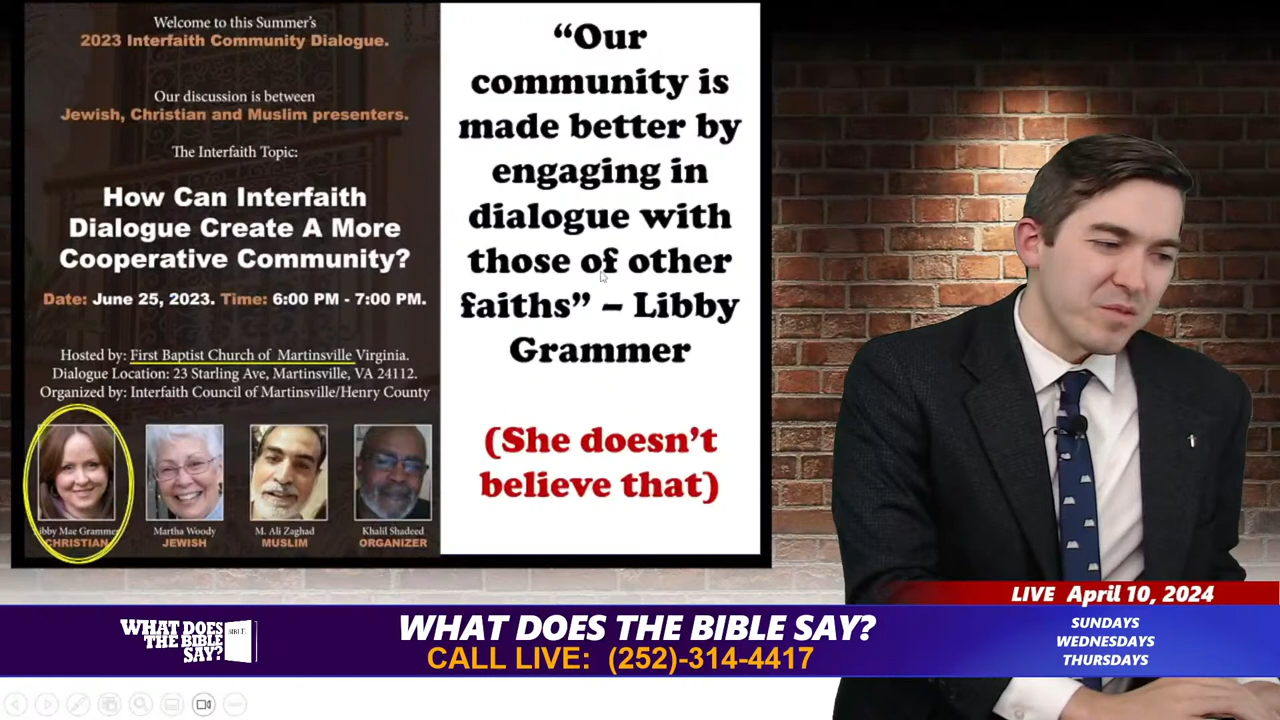 Welcome to this Summer's
2023 Interfaith Community Dialogue.
Our discussion is between
Jewish, Christian and Muslim presenters.
The Interfaith Topic:
How Can Interfaith
Dialogue Create A More
Cooperative Community?
Date: June 25, 2023. Time: 6:00 PM - 7:00 PM.
Hosted by: First Baptist Church of Martinsville Virginia.
Dialogue Location: 23 Starling Ave, Martinsville, VA 24112.
Organized by: Interfaith Council of Martinsville/Henry County
Libby Mae Grammer
CHRISTIAN
Martha Woody
JEWISH
M. Ali Zaghad
MUSLIM
Khalil Shadeed
ORGANIZER
“Our
community is
made better by
engaging in
dialogue with
those of other
faiths” – Libby
Grammer
(She doesn’t
believe that)
LIVE April 10, 2024
WHAT DOES
THE BIBLE
SAY?
BIBLE
WHAT DOES THE BIBLE SAY?
CALL LIVE: (252)-314-4417
SUNDAYS
WEDNESDAYS
THURSDAYS